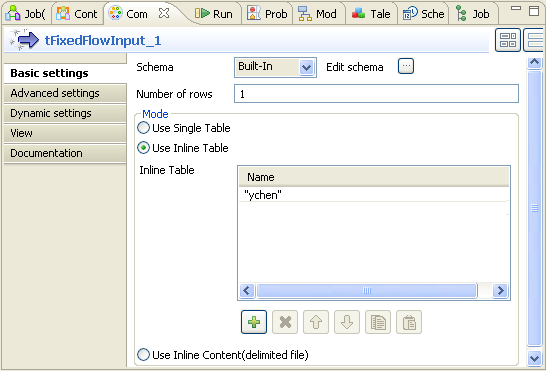 Job( Cont Com Run Prob Mod Tale Sche Job
tFixedFlowInput_1
Basic settings
Advanced settings
Dynamic settings
View
Documentation
Schema Built-In Edit schema ...
Number of rows 1
Mode
Use Single Table
Use Inline Table
Inline Table
Name
"ychen"
Use Inline Content(delimited file)